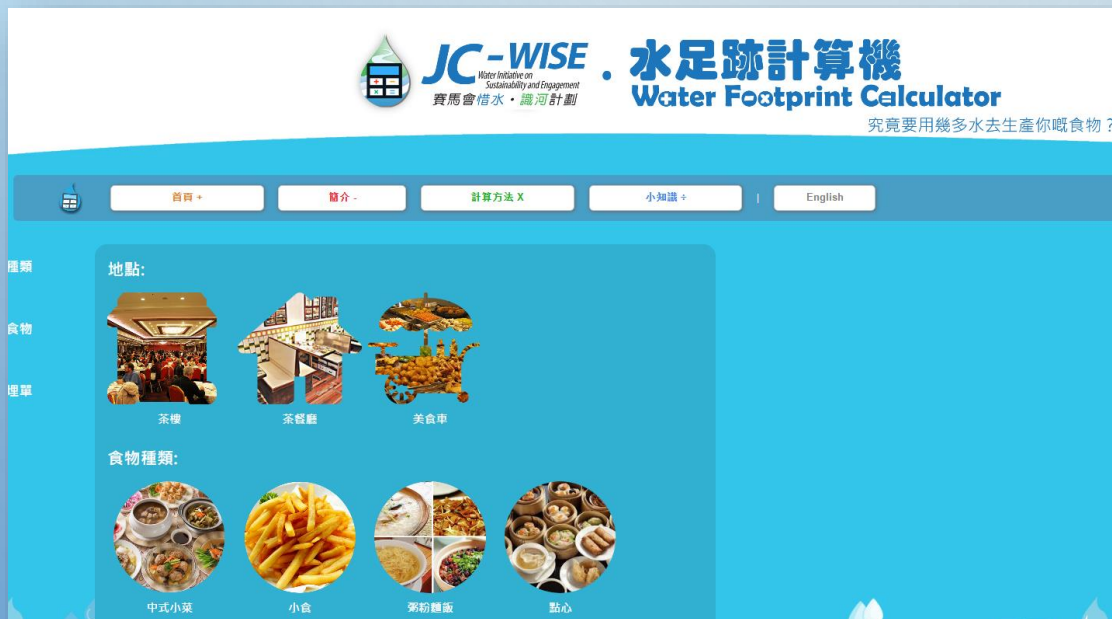 JC-WISE
Water Initiative on
Sustainability and Engagement
賽馬會惜水・識河計劃
. 水足跡計算機
Water Footprint Calculator
究竟要用幾多水去生產你嘅食物?
首頁 +
簡介 -
計算方法 X
小知識 ÷
|
English
種類
食物
埋單
地點:
茶樓
茶餐廳
美食車
食物種類:
中式小菜
小食
粥粉麵飯
點心